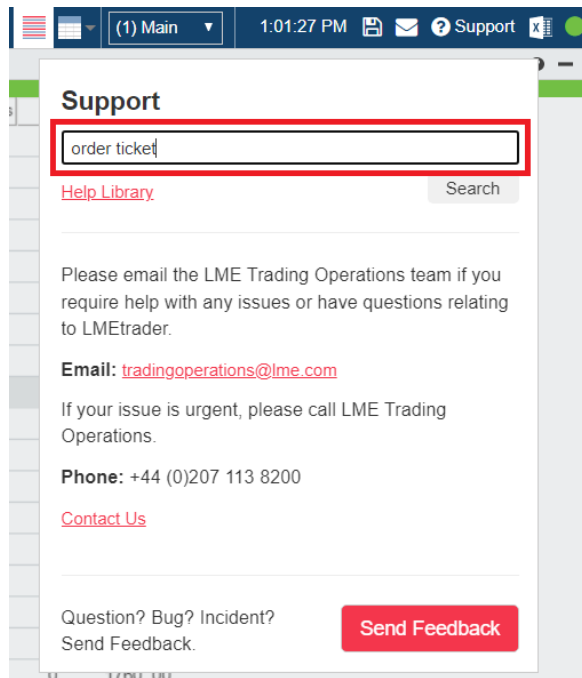 (1) Main ▼ 1:01:27 PM Support
Support
order ticket
Help Library Search
Please email the LME Trading Operations team if you
require help with any issues or have questions relating
to LMEtrader.
Email: tradingoperations@lme.com
If your issue is urgent, please call LME Trading
Operations.
Phone: +44 (0)207 113 8200
Contact Us
Question? Bug? Incident?
Send Feedback.
Send Feedback